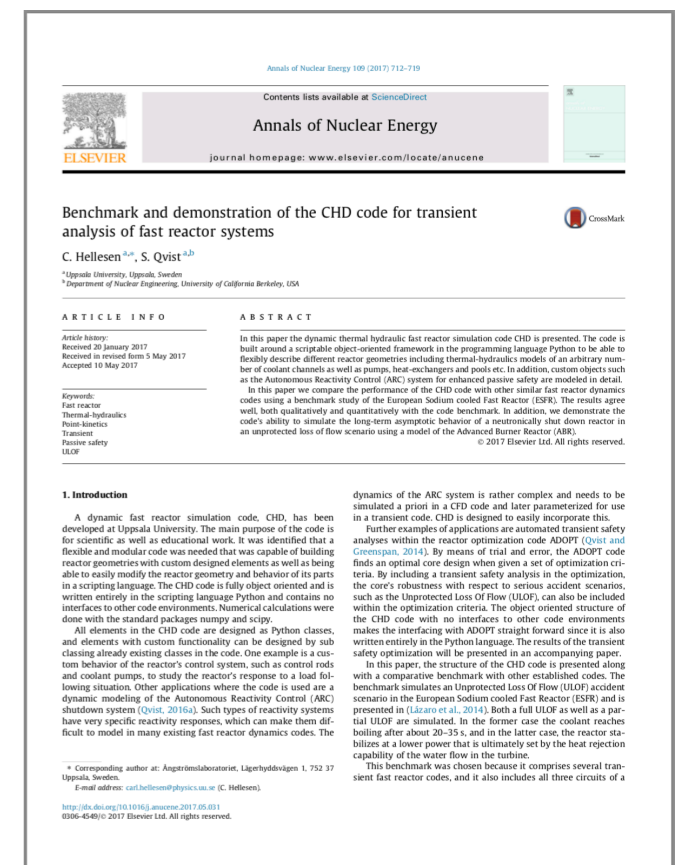 Annals of Nuclear Energy 109 (2017) 712–719
Contents lists available at ScienceDirect
Annals of Nuclear Energy
journal homepage: www.elsevier.com/locate/anucene
ELSEVIER
Benchmark and demonstration of the CHD code for transient
analysis of fast reactor systems
CrossMark
C. Hellesen a,*, S. Qvist a,b
a Uppsala University, Uppsala, Sweden
b Department of Nuclear Engineering, University of California Berkeley, USA
ARTICLE INFO
Article history:
Received 20 January 2017
Received in revised form 5 May 2017
Accepted 10 May 2017
Keywords:
Fast reactor
Thermal-hydraulics
Point-kinetics
Transient
Passive safety
ULOF
ABSTRACT
In this paper the dynamic thermal hydraulic fast reactor simulation code CHD is presented. The code is
built around a scriptable object-oriented framework in the programming language Python to be able to
flexibly describe different reactor geometries including thermal-hydraulics models of an arbitrary num-
ber of coolant channels as well as pumps, heat-exchangers and pools etc. In addition, custom objects such
as the Autonomous Reactivity Control (ARC) system for enhanced passive safety are modeled in detail.
In this paper we compare the performance of the CHD code with other similar fast reactor dynamics
codes using a benchmark study of the European Sodium cooled Fast Reactor (ESFR). The results agree
well, both qualitatively and quantitatively with the code benchmark. In addition, we demonstrate the
code's ability to simulate the long-term asymptotic behavior of a neutronically shut down reactor in
an unprotected loss of flow scenario using a model of the Advanced Burner Reactor (ABR).
© 2017 Elsevier Ltd. All rights reserved.
1. Introduction
A dynamic fast reactor simulation code, CHD, has been
developed at Uppsala University. The main purpose of the code is
for scientific as well as educational work. It was identified that a
flexible and modular code was needed that was capable of building
reactor geometries with custom designed elements as well as being
able to easily modify the reactor geometry and behavior of its parts
in a scripting language. The CHD code is fully object oriented and is
written entirely in the scripting language Python and contains no
interfaces to other code environments. Numerical calculations were
done with the standard packages numpy and scipy.
All elements in the CHD code are designed as Python classes,
and elements with custom functionality can be designed by sub
classing already existing classes in the code. One example is a cus-
tom behavior of the reactor's control system, such as control rods
and coolant pumps, to study the reactor's response to a load fol-
lowing situation. Other applications where the code is used are a
dynamic modeling of the Autonomous Reactivity Control (ARC)
shutdown system (Qvist, 2016a). Such types of reactivity systems
have very specific reactivity responses, which can make them dif-
ficult to model in many existing fast reactor dynamics codes. The
dynamics of the ARC system is rather complex and needs to be
simulated a priori in a CFD code and later parameterized for use
in a transient code. CHD is designed to easily incorporate this.
Further examples of applications are automated transient safety
analyses within the reactor optimization code ADOPT (Qvist and
Greenspan, 2014). By means of trial and error, the ADOPT code
finds an optimal core design when given a set of optimization cri-
teria. By including a transient safety analysis in the optimization,
the core's robustness with respect to serious accident scenarios,
such as the Unprotected Loss Of Flow (ULOF), can also be included
within the optimization criteria. The object oriented structure of
the CHD code with no interfaces to other code environments
makes the interfacing with ADOPT straight forward since it is also
written entirely in the Python language. The results of the transient
safety optimization will be presented in an accompanying paper.
In this paper, the structure of the CHD code is presented along
with a comparative benchmark with other established codes. The
benchmark simulates an Unprotected Loss Of Flow (ULOF) accident
scenario in the European Sodium cooled Fast Reactor (ESFR) and is
presented in (Lázaro et al., 2014). Both a full ULOF as well as a par-
tial ULOF are simulated. In the former case the coolant reaches
boiling after about 20–35 s, and in the latter case, the reactor sta-
bilizes at a lower power that is ultimately set by the heat rejection
capability of the water flow in the turbine.
This benchmark was chosen because it comprises several tran-
sient fast reactor codes, and it also includes all three circuits of a
* Corresponding author at: Ångströmslaboratoriet, Lägerhyddsvägen 1, 752 37
Uppsala, Sweden.
E-mail address: carl.hellesen@physics.uu.se (C. Hellesen).
http://dx.doi.org/10.1016/j.anucene.2017.05.031
0306-4549/© 2017 Elsevier Ltd. All rights reserved.